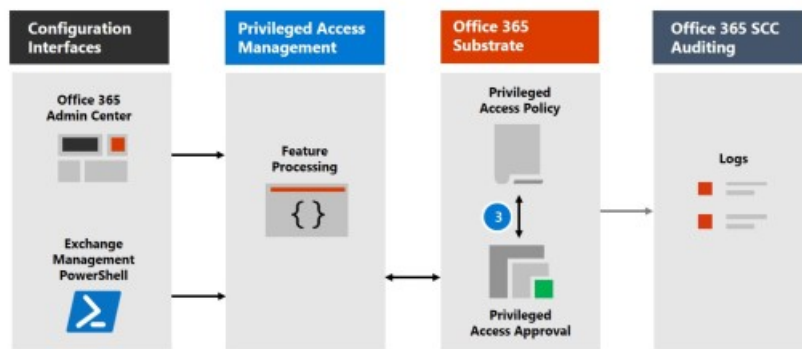 Configuration
Interfaces
Privileged Access
Management
Office 365
Substrate
Office 365 SCC
Auditing
Office 365
Admin Center
Exchange
Management
PowerShell
Feature
Processing
{}
Privileged
Access Policy
3
Privileged
Access Approval
Logs